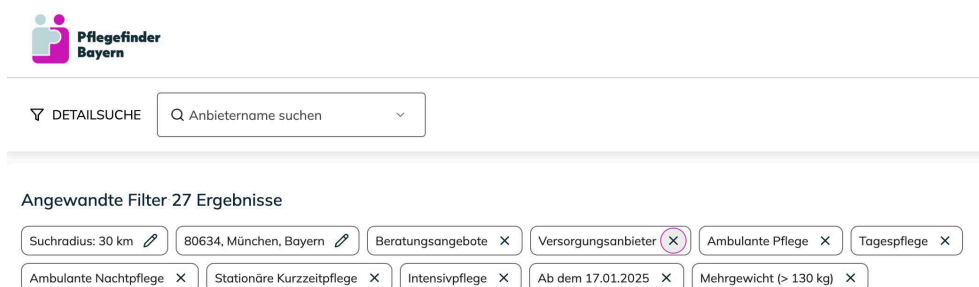 Pflegefinder
Bayern
DETAILSUCHE Anbietername suchen
Angewandte Filter 27 Ergebnisse
Suchradius: 30 km 80634, München, Bayern Beratungsangebote Versorgungsanbieter Ambulante Pflege Tagespflege
Ambulante Nachtpflege Stationäre Kurzzeitpflege Intensivpflege Ab dem 17.01.2025 Mehrgewicht (> 130 kg)